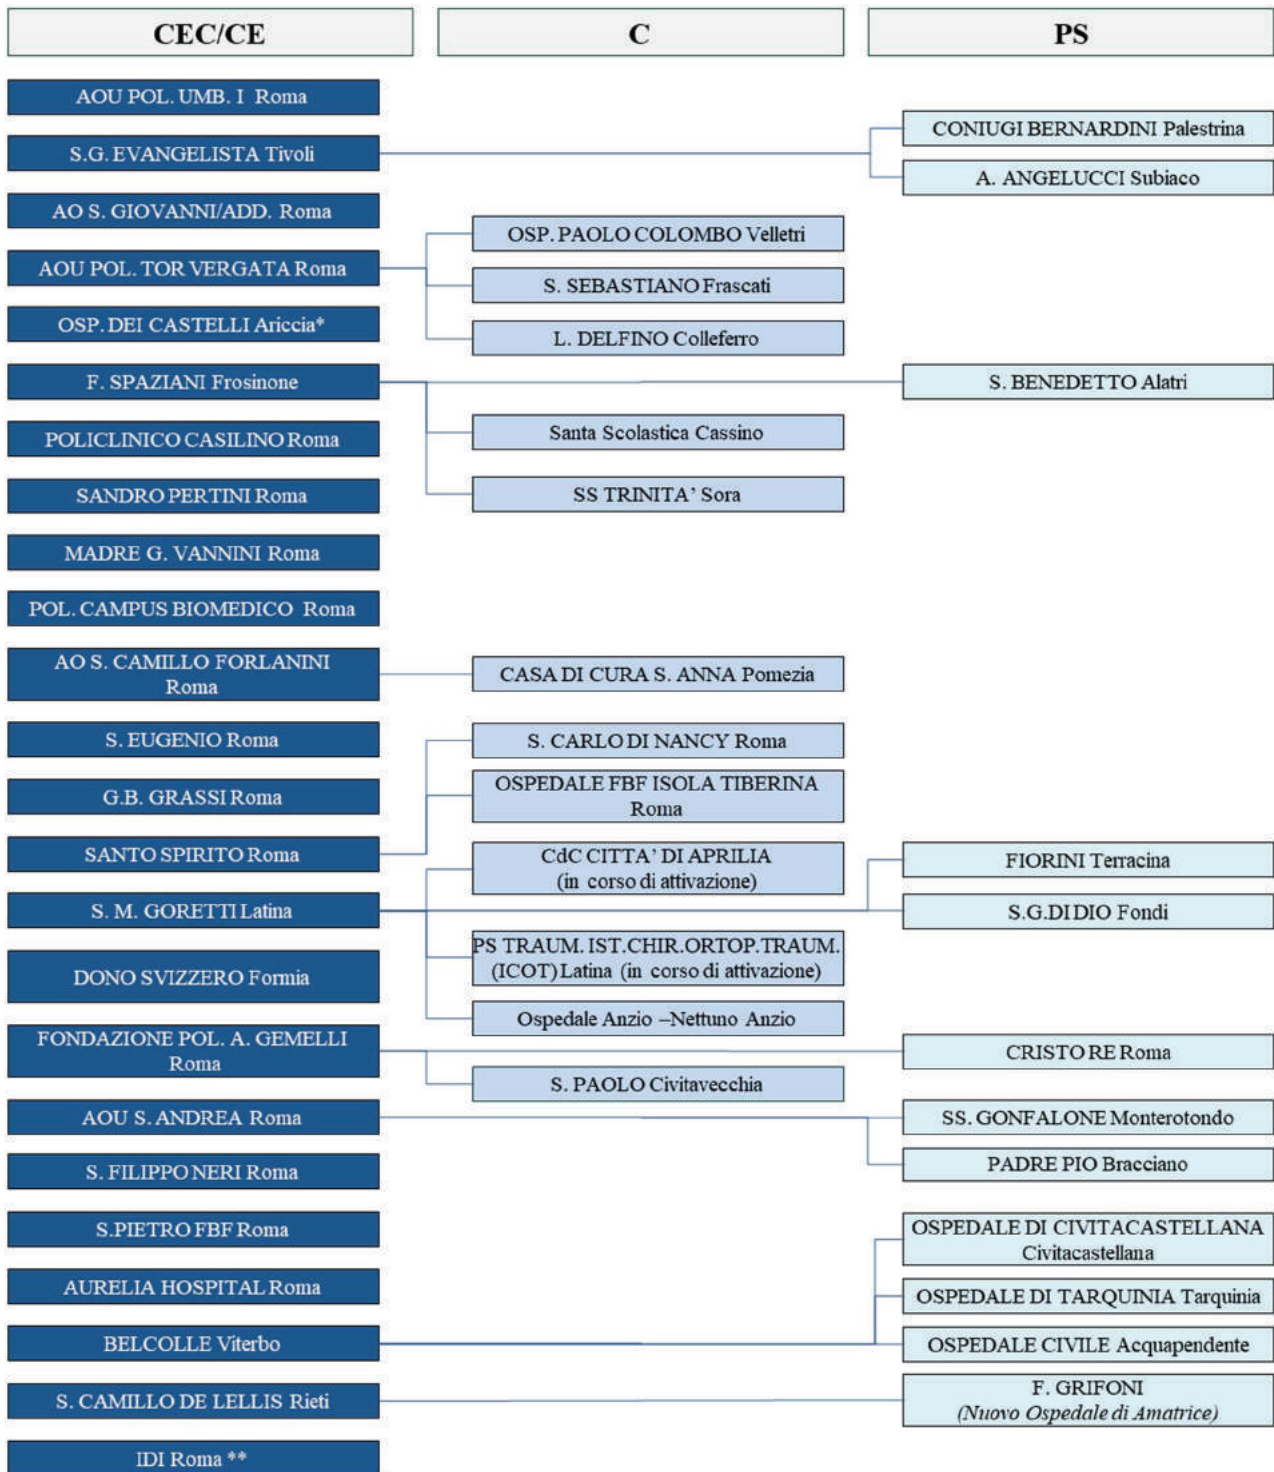 CEC/CE
C
PS
AOU POL. UMB. I Roma
CONIUGI BERNARDINI Palestrina
S.G. EVANGELISTA Tivoli
A. ANGELUCCI Subiaco
AO S. GIOVANNI/ADD. Roma
OSP. PAOLO COLOMBO Velletri
AOU POL. TOR VERGATA Roma
S. SEBASTIANO Frascati
OSP. DEI CASTELLI Ariccia*
L. DELFINO Colleferro
F. SPAZIANI Frosinone
S. BENEDETTO Alatri
POLICLINICO CASILINO Roma
Santa Scolastica Cassino
SANDRO PERTINI Roma
SS TRINITA’ Sora
MADRE G. VANNINI Roma
POL. CAMPUS BIOMEDICO Roma
AO S. CAMILLO FORLANINI
Roma
CASA DI CURA S. ANNA Pomezia
S. EUGENIO Roma
S. CARLO DI NANCY Roma
G.B. GRASSI Roma
OSPEDALE FBF ISOLA TIBERINA
Roma
SANTO SPIRITO Roma
CdC CITTA’ DI APRILIA
(in corso di attivazione)
FIORINI Terracina
S. M. GORETTI Latina
S.G.DI DIO Fondi
DONO SVIZZERO Formia
PS TRAUM. IST.CHIR.ORTOP.TRAUM.
(ICOT) Latina (in corso di attivazione)
Ospedale Anzio –Nettuno Anzio
FONDAZIONE POL. A. GEMELLI
Roma
CRISTO RE Roma
S. PAOLO Civitavecchia
AOU S. ANDREA Roma
SS. GONFALONE Monterotondo
S. FILIPPO NERI Roma
PADRE PIO Bracciano
S.PIETRO FBF Roma
OSPEDALE DI CIVITACASTELLANA
Civitacastellana
AURELIA HOSPITAL Roma
OSPEDALE DI TARQUINIA Tarquinia
BELCOLLE Viterbo
OSPEDALE CIVILE Acquapendente
S. CAMILLO DE LELLIS Rieti
F. GRIFONI
(Nuovo Ospedale di Amatrice)
IDI Roma **